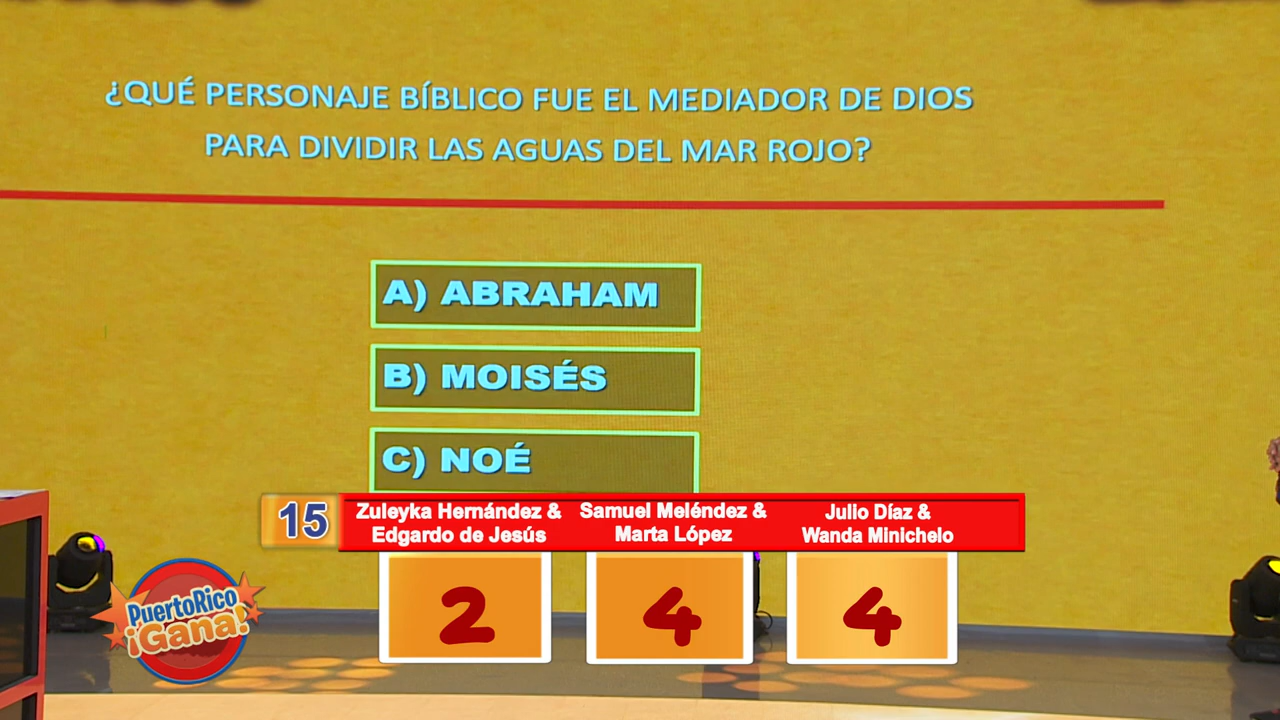 ¿QUÉ PERSONAJE BÍBLICO FUE EL MEDIADOR DE DIOS
PARA DIVIDIR LAS AGUAS DEL MAR ROJO?
A) ABRAHAM
B) MOISÉS
C) NOÉ
15
Zuleyka Hernández &
Edgardo de Jesús
Samuel Meléndez &
Marta López
Julio Díaz &
Wanda Minichelo
2
4
4
PuertoRico
¡Gana!